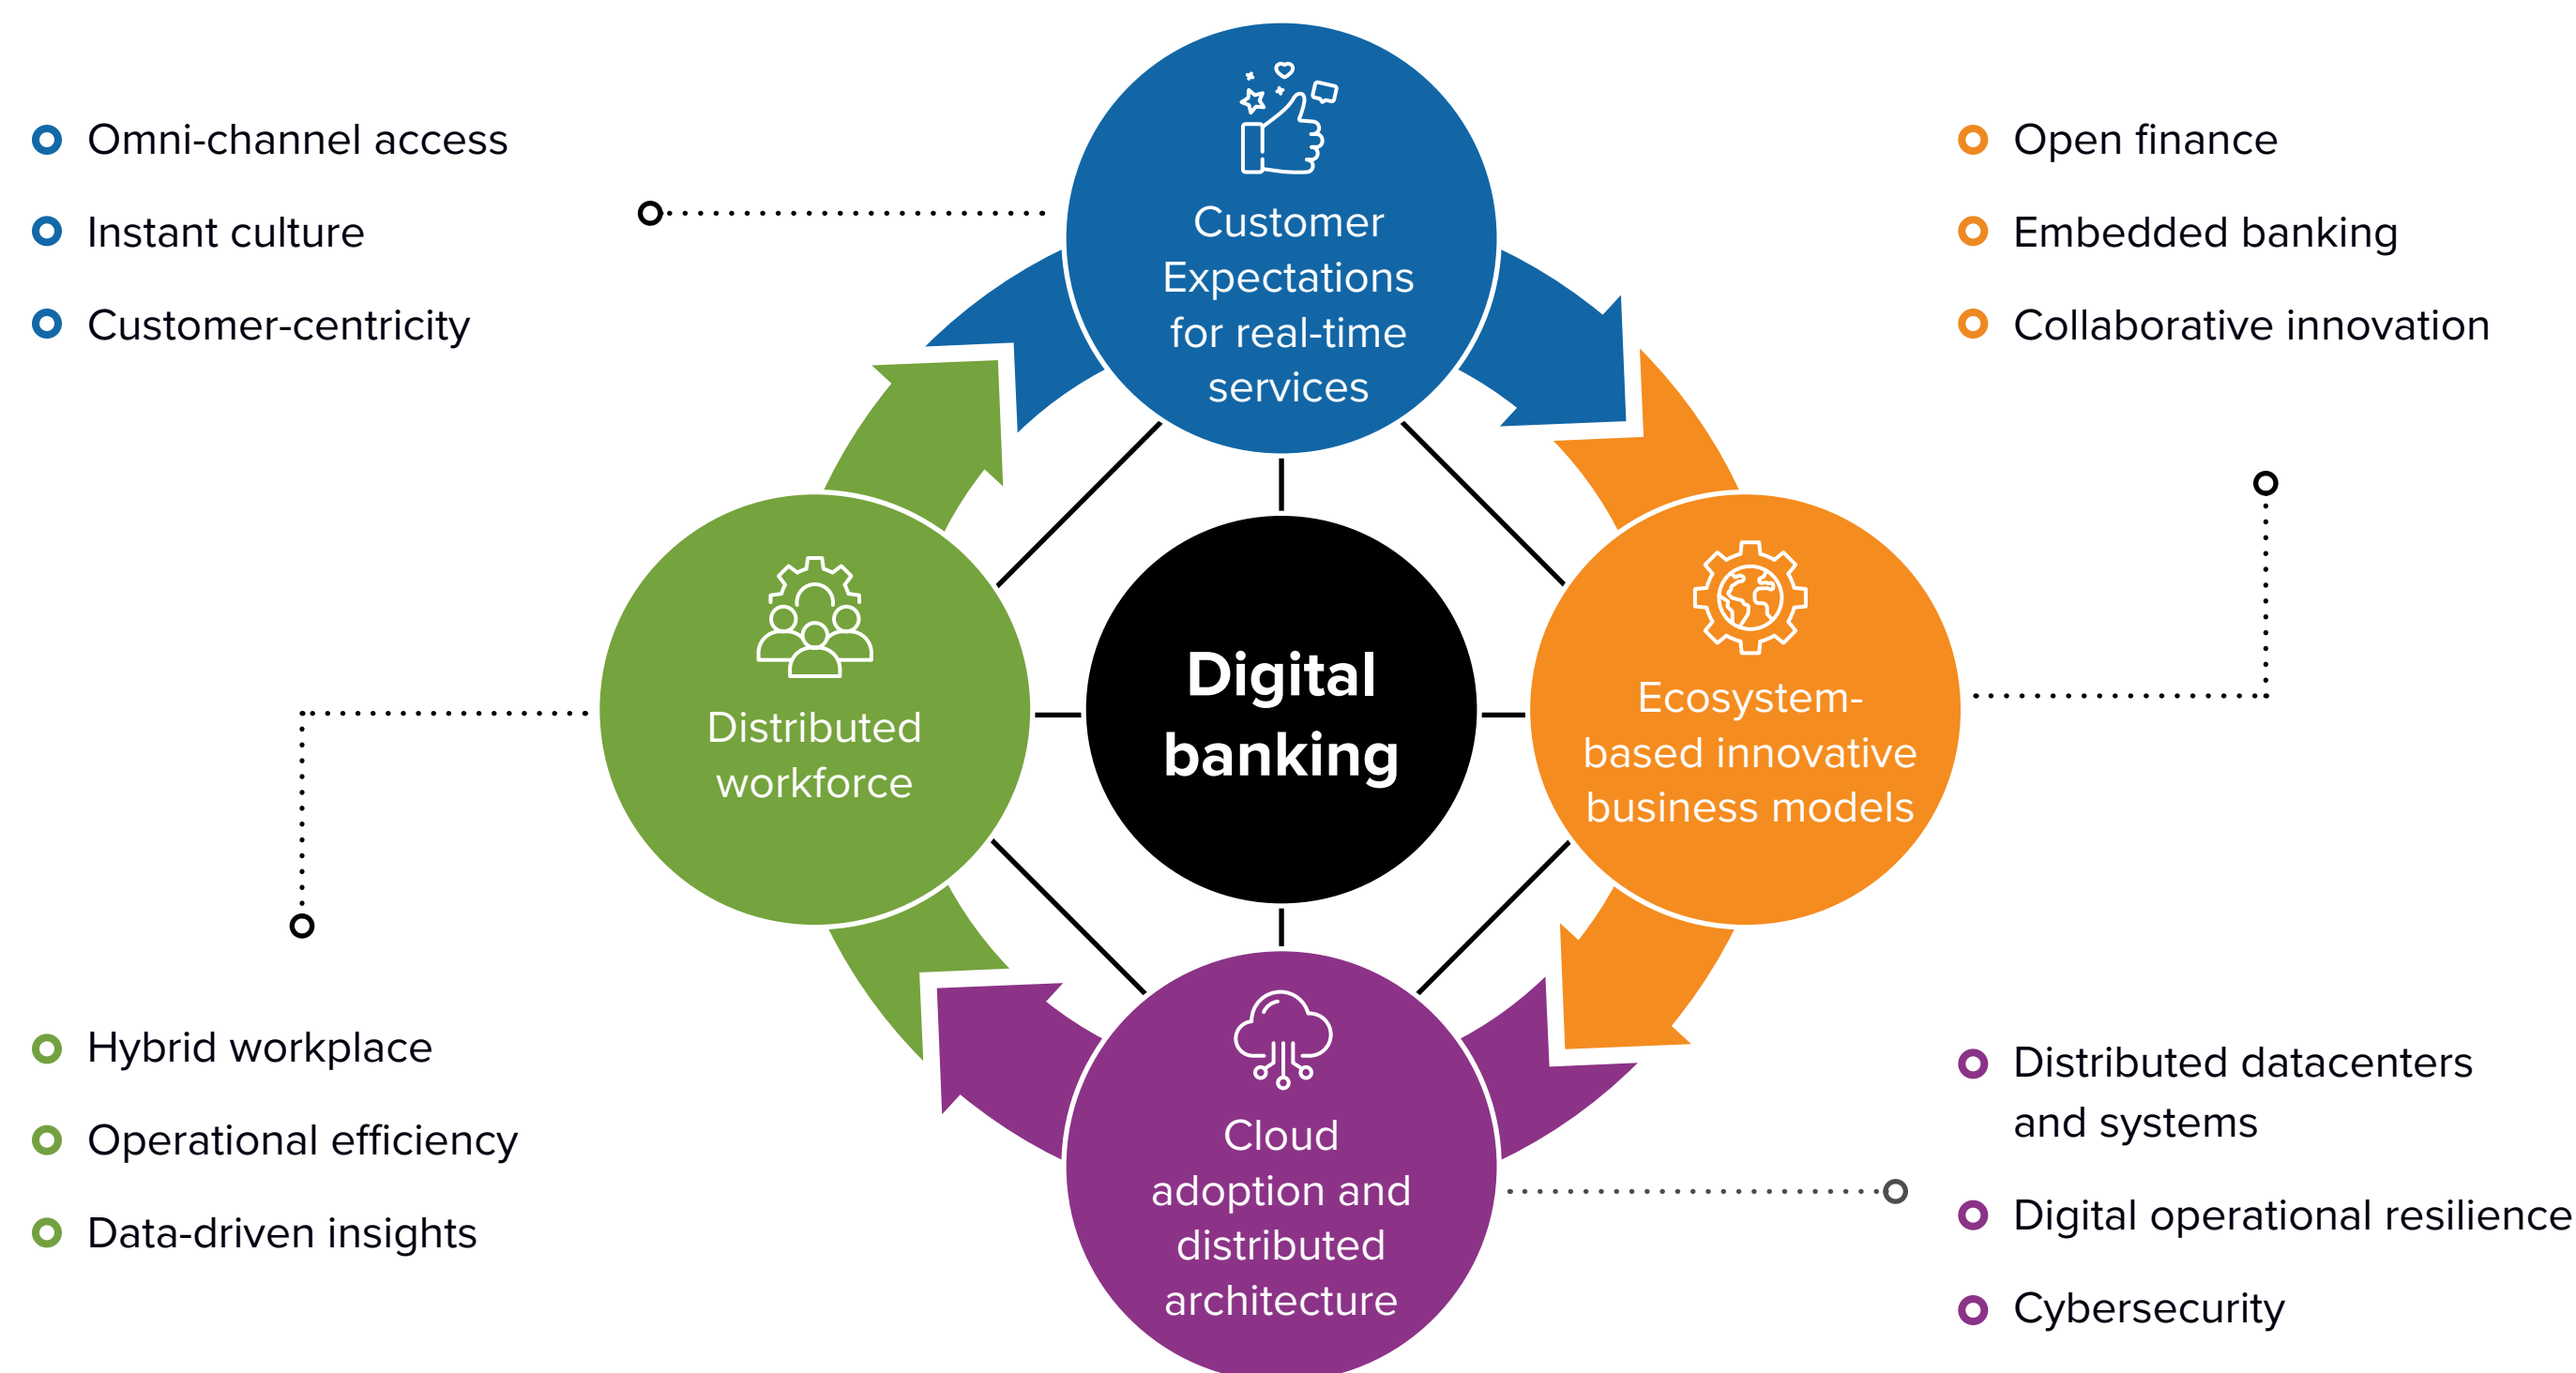 Omni-channel access
Instant culture
Customer-centricity
Customer
Expectations
for real-time
services
Open finance
Embedded banking
Collaborative innovation
Distributed
workforce
Digital
banking
Ecosystem-
based innovative
business models
Hybrid workplace
Operational efficiency
Data-driven insights
Cloud
adoption and
distributed
architecture
Distributed datacenters
and systems
Digital operational resilience
Cybersecurity